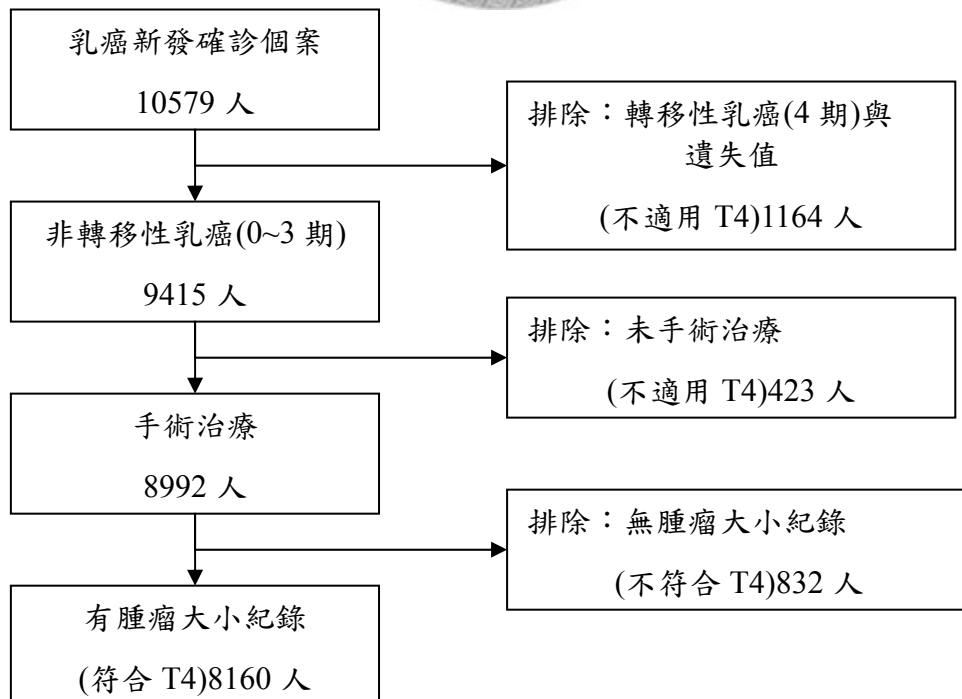 乳癌新發確診個案
10579 人
排除：轉移性乳癌(4 期)與
遺失值
(不適用 T4)1164 人
非轉移性乳癌(0~3 期)
9415 人
排除：未手術治療
(不適用 T4)423 人
手術治療
8992 人
排除：無腫瘤大小紀錄
(不符合 T4)832 人
有腫瘤大小紀錄
(符合 T4)8160 人